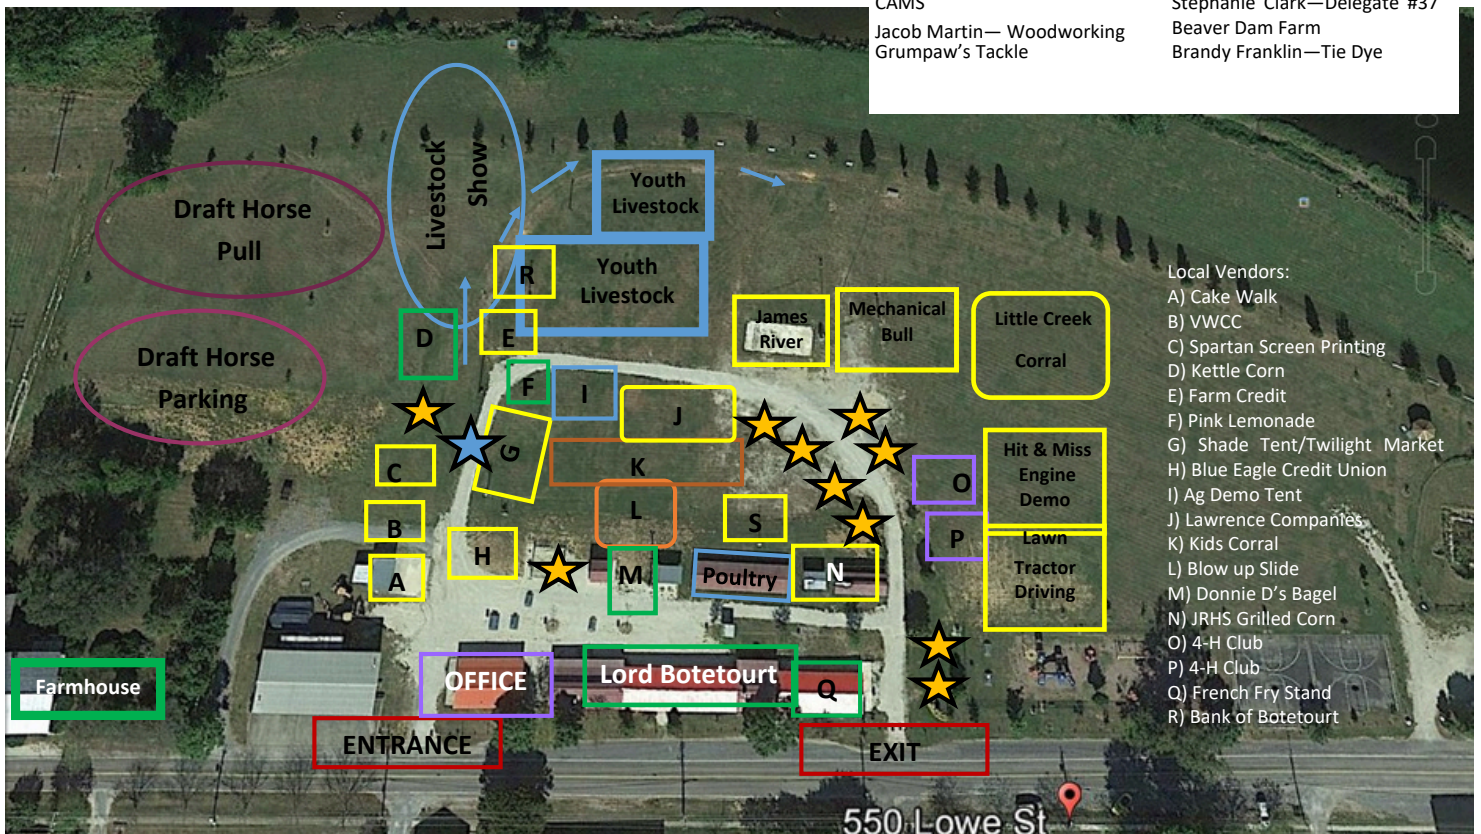 CAMS
Stephanie Clark—Delegate #37
Jacob Martin— Woodworking
Beaver Dam Farm
Grumpaw's Tackle
Brandy Franklin—Tie Dye
Livestock
Show
Youth
Livestock
Draft Horse
Pull
Youth
Livestock
R
D
E
James
River
Mechanical
Bull
Little Creek
Corral
Draft Horse
Parking
F
I
J
G
C
K
L
B
S
H
A
M
Poultry
N
O
P
Hit & Miss
Engine
Demo
Lawn
Tractor
Driving
Farmhouse
OFFICE
Lord Botetourt
Q
ENTRANCE
EXIT
550 Lowe St
Local Vendors:
A) Cake Walk
B) VWCC
C) Spartan Screen Printing
D) Kettle Corn
E) Farm Credit
F) Pink Lemonade
G) Shade Tent/Twilight Market
H) Blue Eagle Credit Union
I) Ag Demo Tent
J) Lawrence Companies
K) Kids Corral
L) Blow up Slide
M) Donnie D's Bagel
N) JRHS Grilled Corn
O) 4-H Club
P) 4-H Club
Q) French Fry Stand
R) Bank of Botetourt